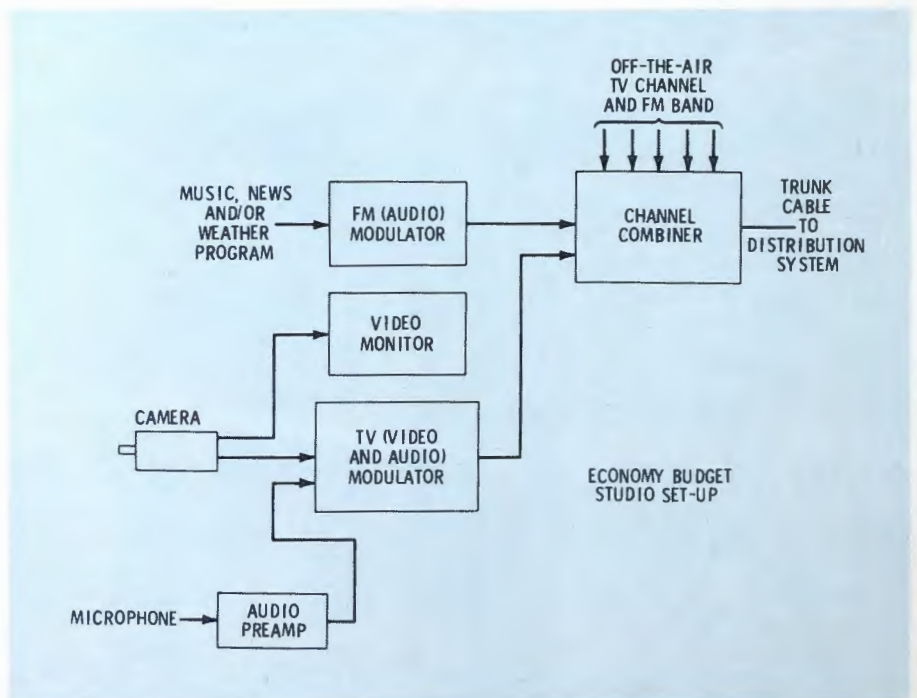 OFF-THE-AIR
TV CHANNEL
AND FM BAND
MUSIC, NEWS
AND/OR
WEATHER
PROGRAM
FM (AUDIO)
MODULATOR
CHANNEL
COMBINER
TRUNK
CABLE
TO
DISTRIBUTION
SYSTEM
VIDEO
MONITOR
CAMERA
TV (VIDEO
AND AUDIO)
MODULATOR
ECONOMY BUDGET
STUDIO SET-UP
MICROPHONE
AUDIO
PREAMP